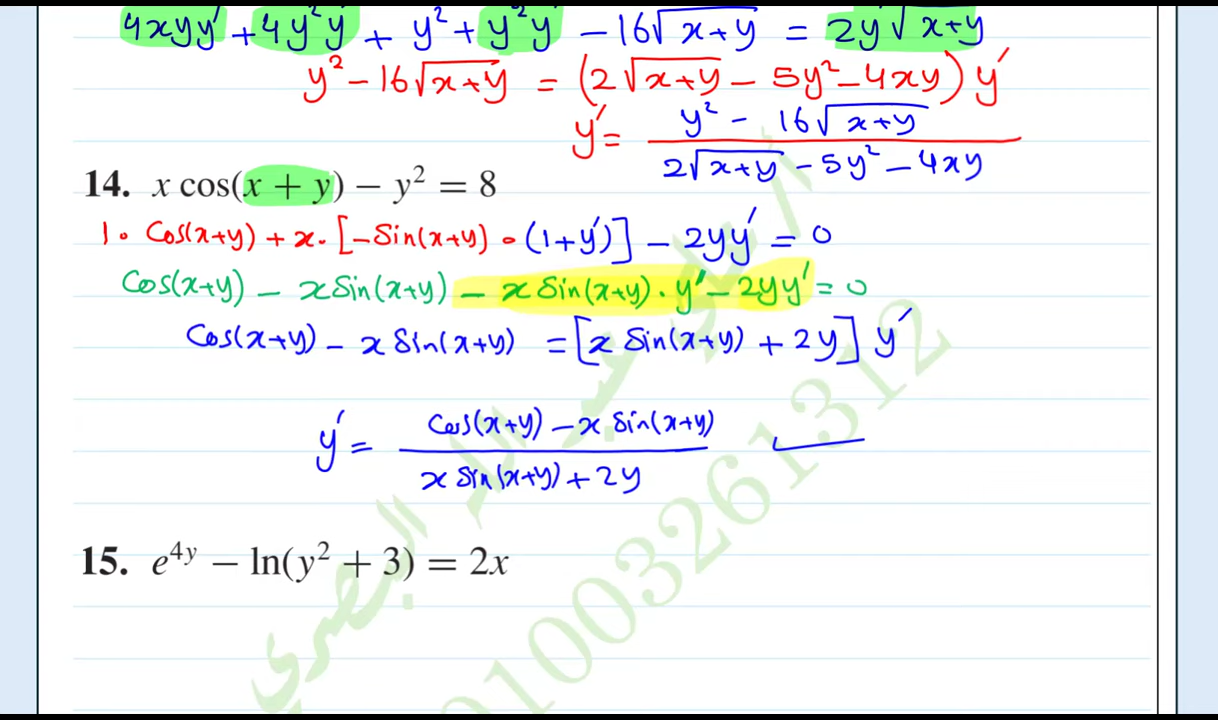 4xyy' + 4y²y' + y² + y²y' − 16√(x+y) = 2y'√(x+y)
y² − 16√(x+y) = (2√(x+y) − 5y² − 4xy) y'
y' = (y² − 16√(x+y)) / (2√(x+y) − 5y² − 4xy)
14. x cos(x + y) − y² = 8
1 · Cos(x+y) + x · [−Sin(x+y) · (1+y')] − 2yy' = 0
Cos(x+y) − x Sin(x+y) − x Sin(x+y) · y' − 2yy' = 0
Cos(x+y) − x Sin(x+y) = [x Sin(x+y) + 2y] y'
y' = (Cos(x+y) − x Sin(x+y)) / (x Sin(x+y) + 2y)
15. e^{4y} − ln(y² + 3) = 2x
01003261312